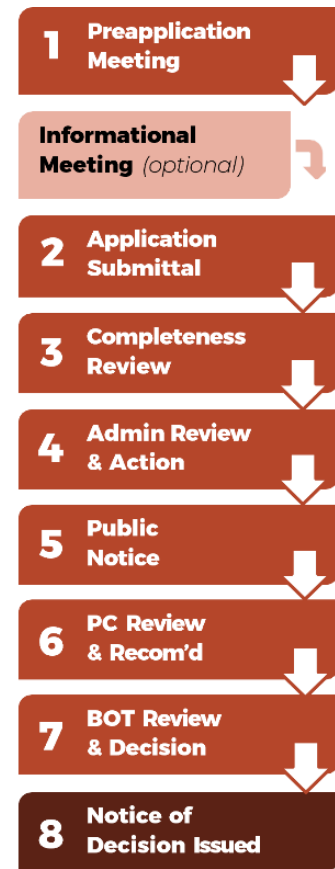 1 Preapplication
Meeting
Informational
Meeting (optional)
2 Application
Submittal
3 Completeness
Review
4 Admin Review
& Action
5 Public
Notice
6 PC Review
& Recom'd
7 BOT Review
& Decision
8 Notice of
Decision Issued